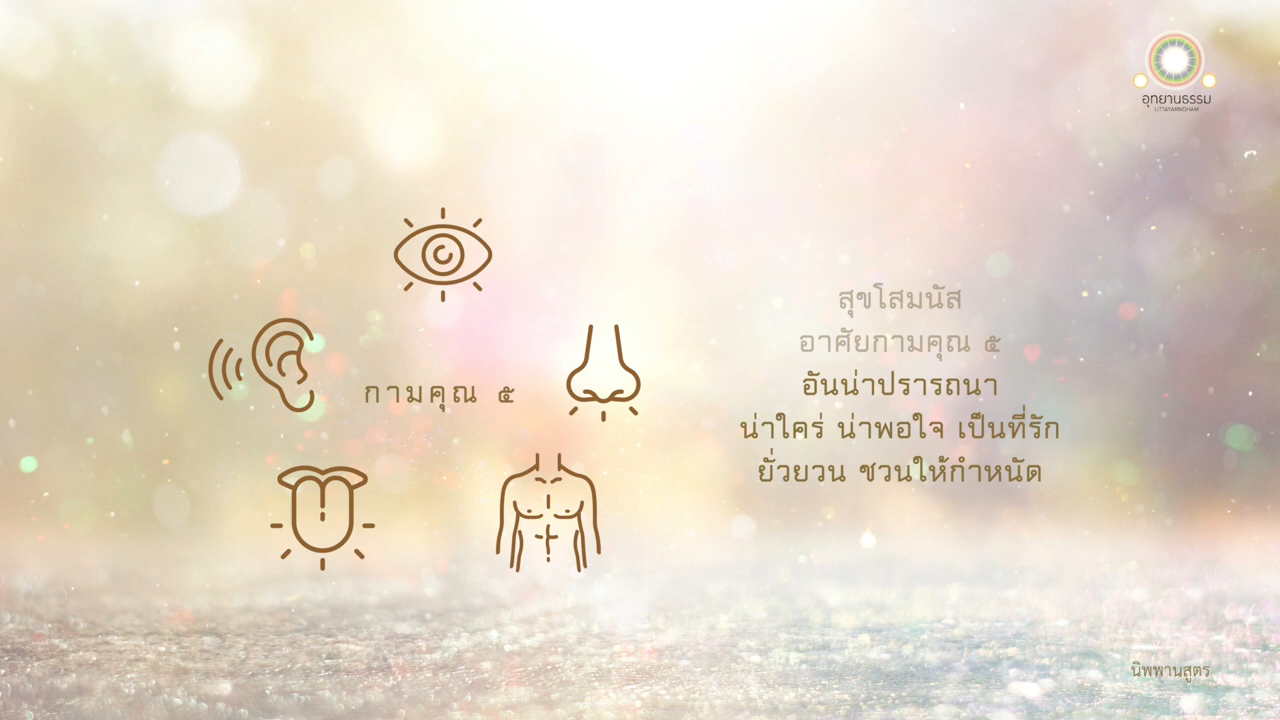 อุทยานธรรม
UTTAYARNDHAM
กามคุณ ๕
สุขโสมนัส
อาศัยกามคุณ ๕
อันน่าปรารถนา
น่าใคร่ น่าพอใจ เป็นที่รัก
ยั่วยวน ชวนให้กำหนัด
นิพพานสูตร